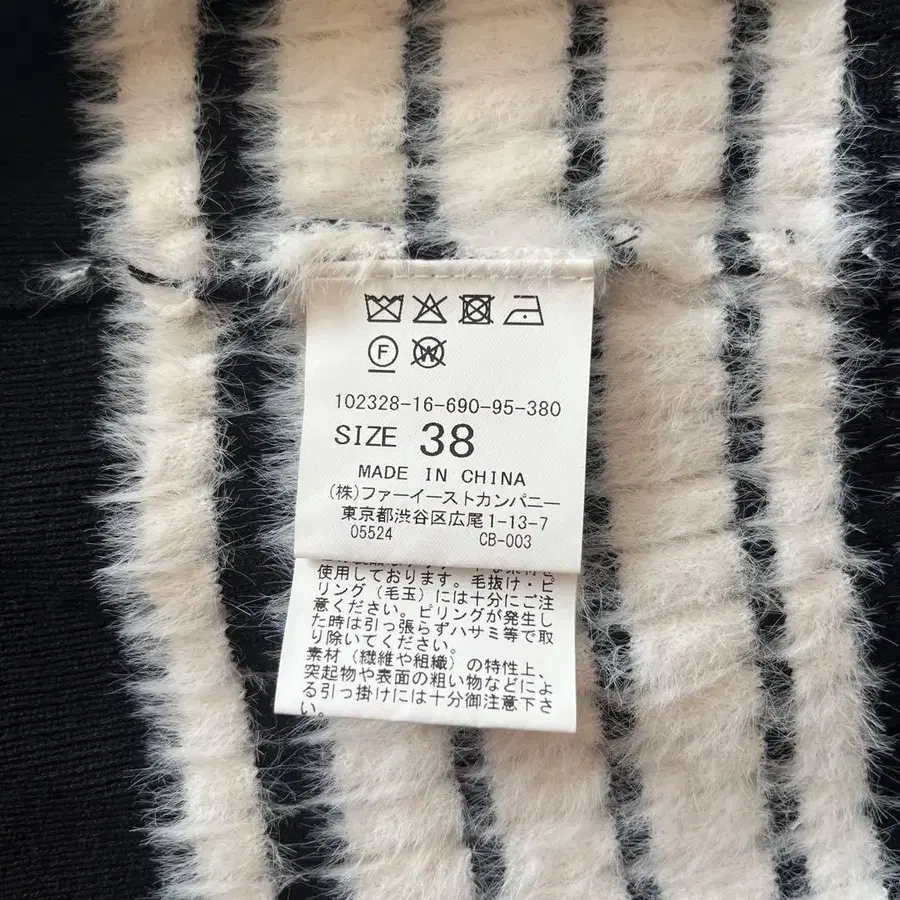 F W
102328-16-690-95-380
SIZE 38
MADE IN CHINA
(株)ファーイーストカンパニー
東京都渋谷区広尾1-13-7
05524 CB-003
使用しております。毛抜け・ピ
リング(毛玉)には十分にご注
意ください。ピリングが発生し
た時は引っ張らずハサミ等で取
り除いてください。
素材(繊維や組織)の特性上、
突起物や表面の粗い物などによ
る引っ掛けには十分御注意下さ
い。